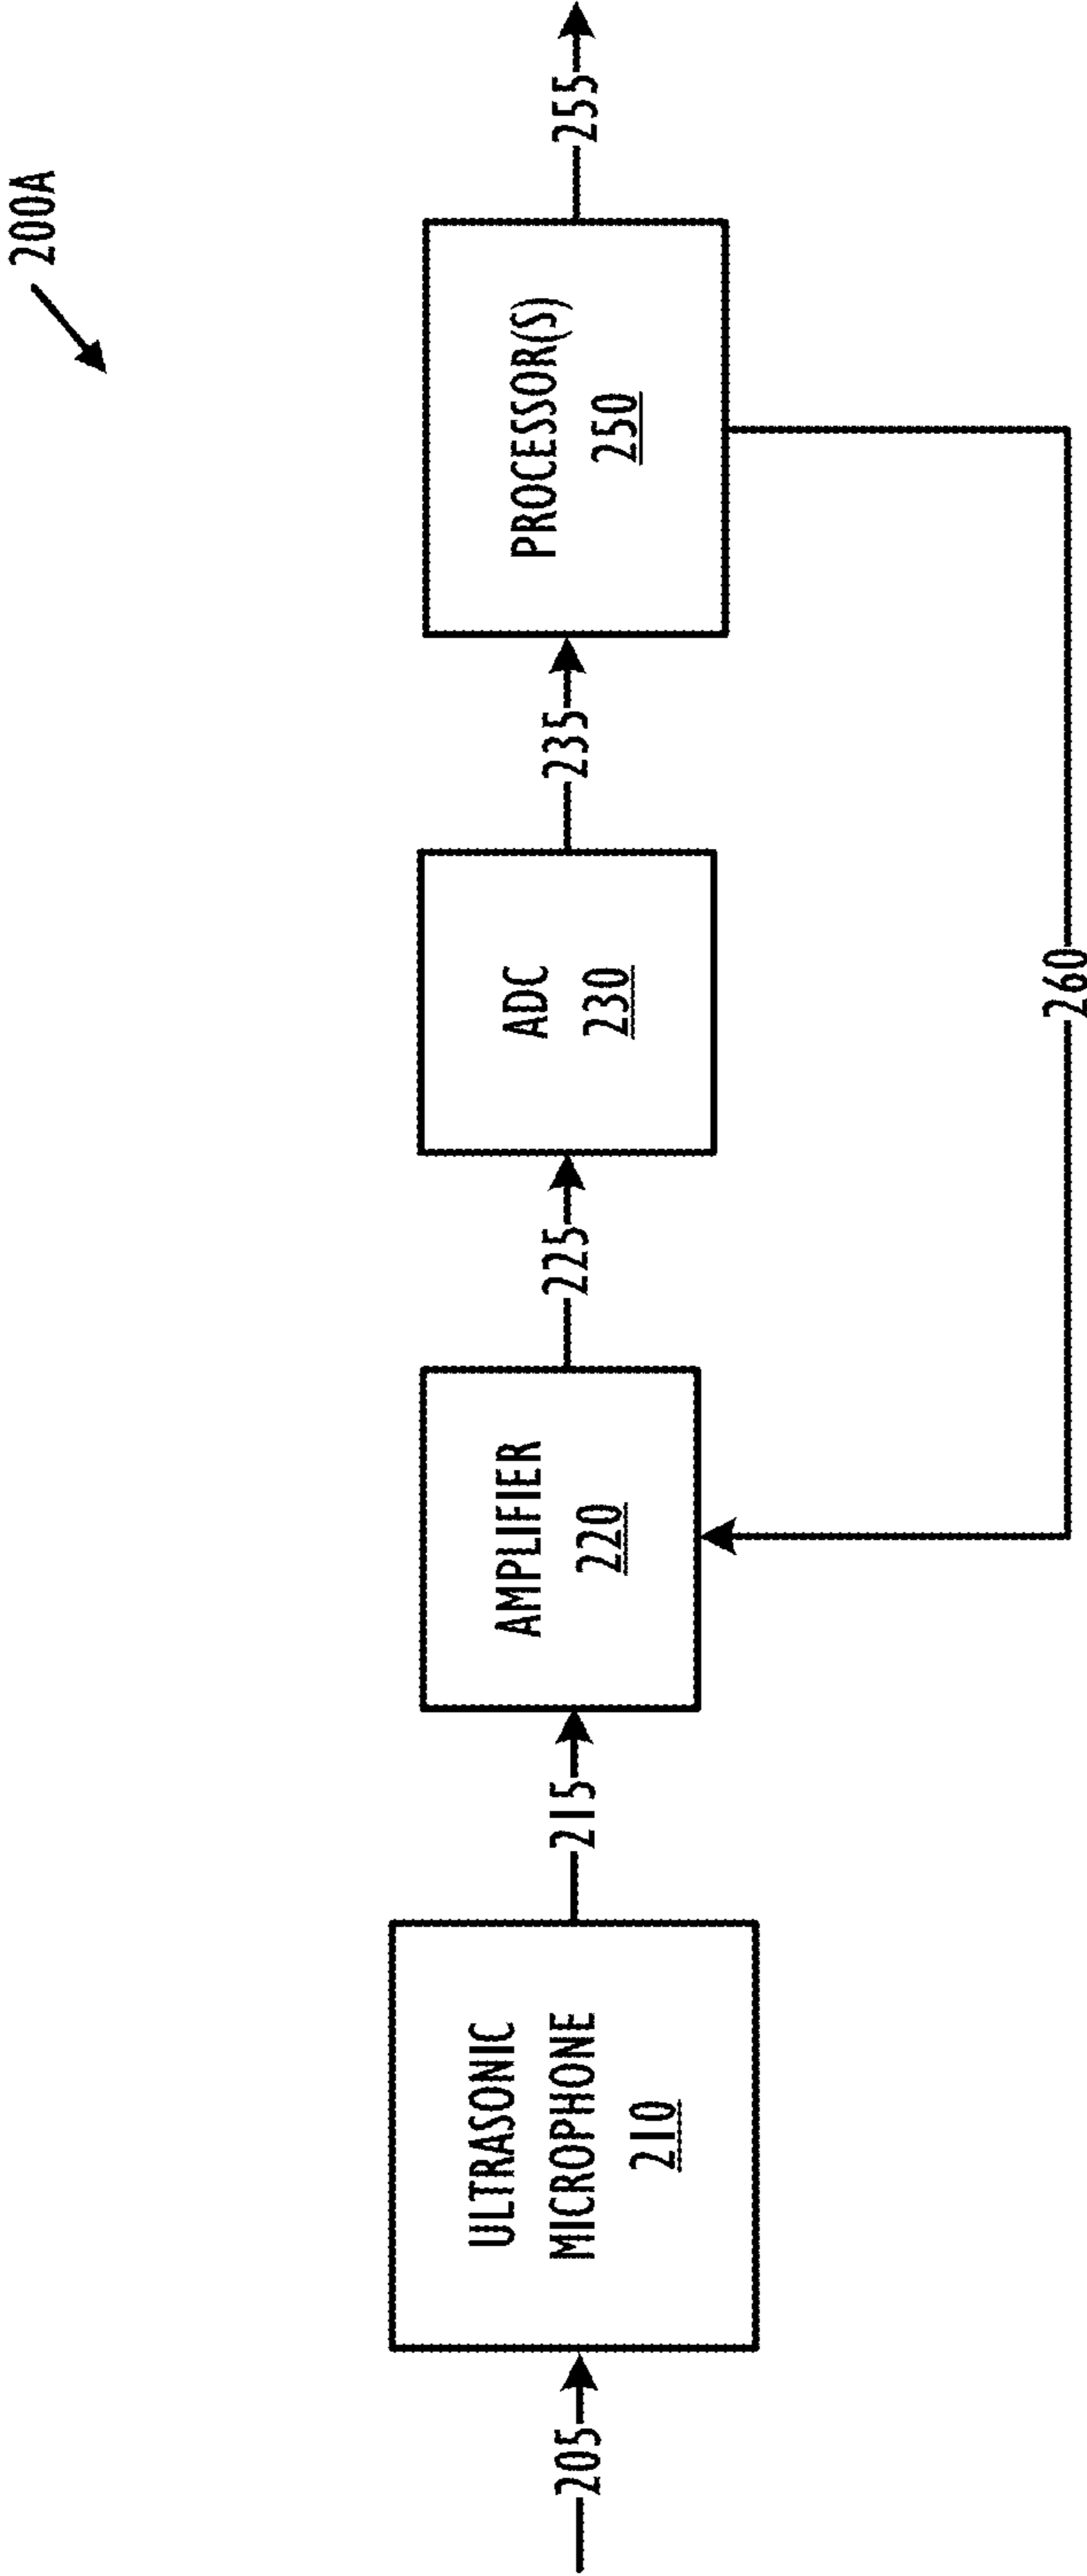 200A
205
ULTRASONIC
MICROPHONE
210
215
AMPLIFIER
220
225
ADC
230
235
PROCESSOR(S)
250
255
260